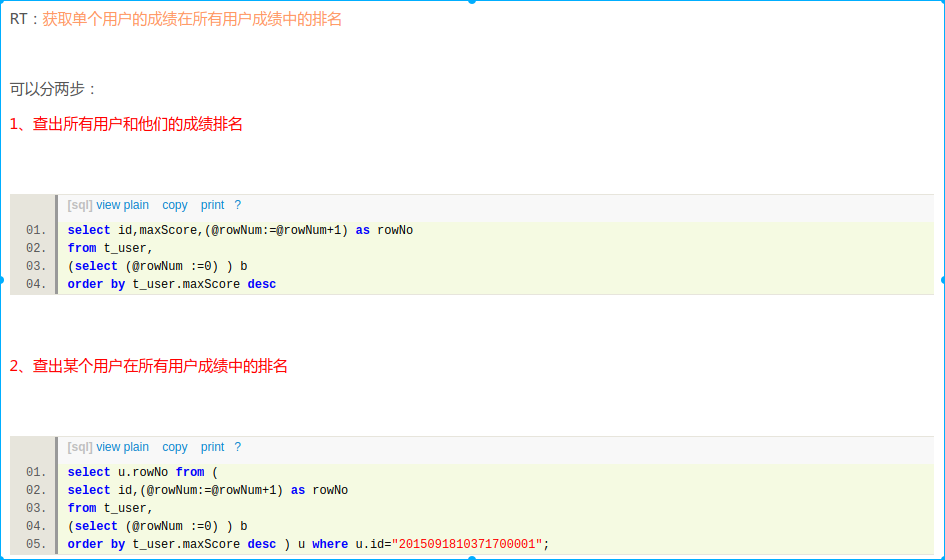 RT：获取单个用户的成绩在所有用户成绩中的排名
可以分两步：
1、查出所有用户和他们的成绩排名
[sql] view plain copy print ?
01. select id,maxScore,(@rowNum:=@rowNum+1) as rowNo
02. from t_user,
03. (select (@rowNum :=0) ) b
04. order by t_user.maxScore desc
2、查出某个用户在所有用户成绩中的排名
[sql] view plain copy print ?
01. select u.rowNo from (
02. select id,(@rowNum:=@rowNum+1) as rowNo
03. from t_user,
04. (select (@rowNum :=0) ) b
05. order by t_user.maxScore desc ) u where u.id="2015091810371700001";